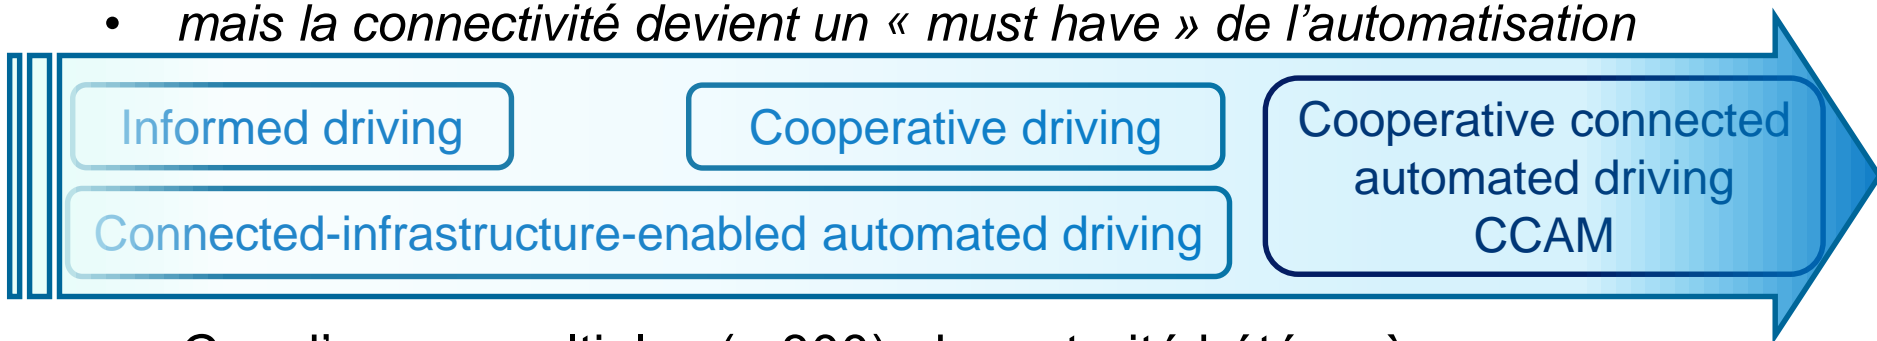 • mais la connectivité devient un « must have » de l’automatisation
Informed driving
Cooperative driving
Connected-infrastructure-enabled automated driving
Cooperative connected
automated driving
CCAM